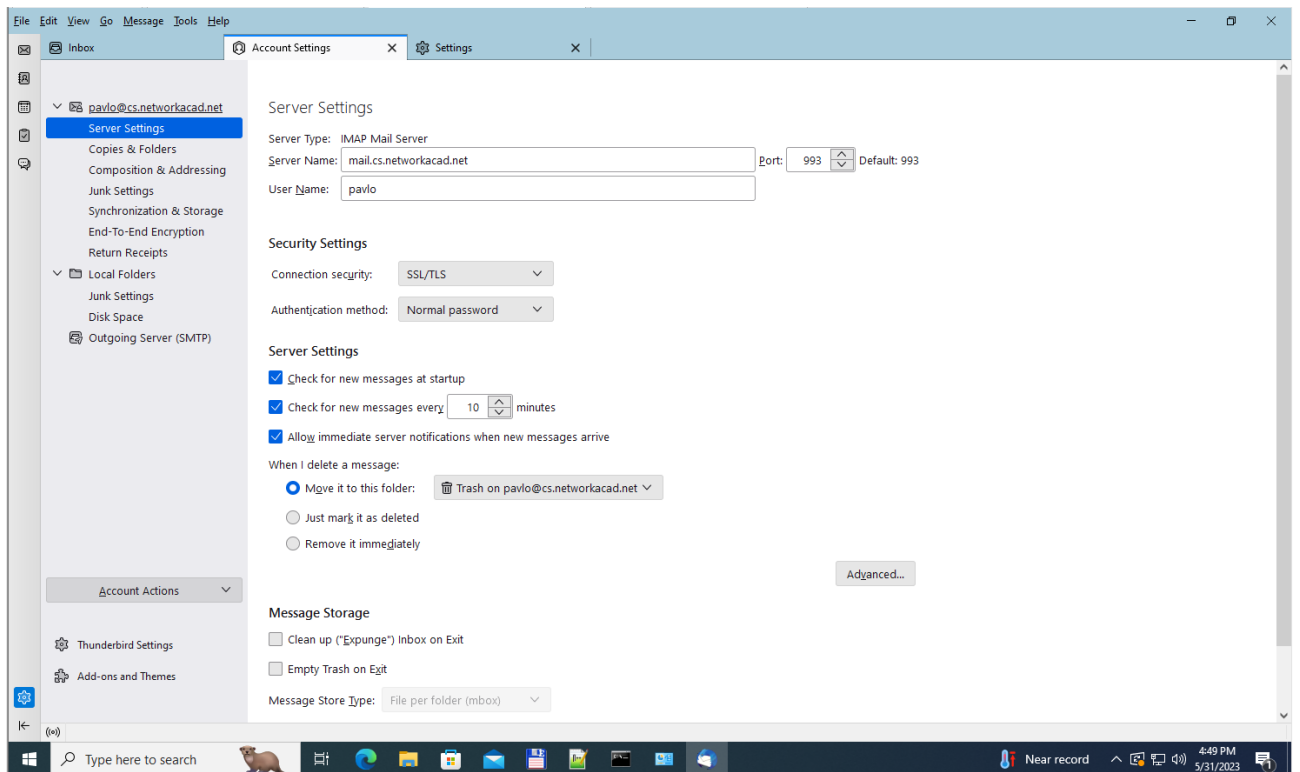 File Edit View Go Message Tools Help
Inbox
Account Settings
Settings
pavlo@cs.networkacad.net
Server Settings
Copies & Folders
Composition & Addressing
Junk Settings
Synchronization & Storage
End-To-End Encryption
Return Receipts
Local Folders
Junk Settings
Disk Space
Outgoing Server (SMTP)
Account Actions
Thunderbird Settings
Add-ons and Themes
Server Settings
Server Type: IMAP Mail Server
Server Name: mail.cs.networkacad.net Port: 993 Default: 993
User Name: pavlo
Security Settings
Connection security: SSL/TLS
Authentication method: Normal password
Server Settings
Check for new messages at startup
Check for new messages every 10 minutes
Allow immediate server notifications when new messages arrive
When I delete a message:
Move it to this folder: Trash on pavlo@cs.networkacad.net
Just mark it as deleted
Remove it immediately
Advanced...
Message Storage
Clean up ("Expunge") Inbox on Exit
Empty Trash on Exit
Message Store Type: File per folder (mbox)
Type here to search
Near record
4:49 PM
5/31/2023
1